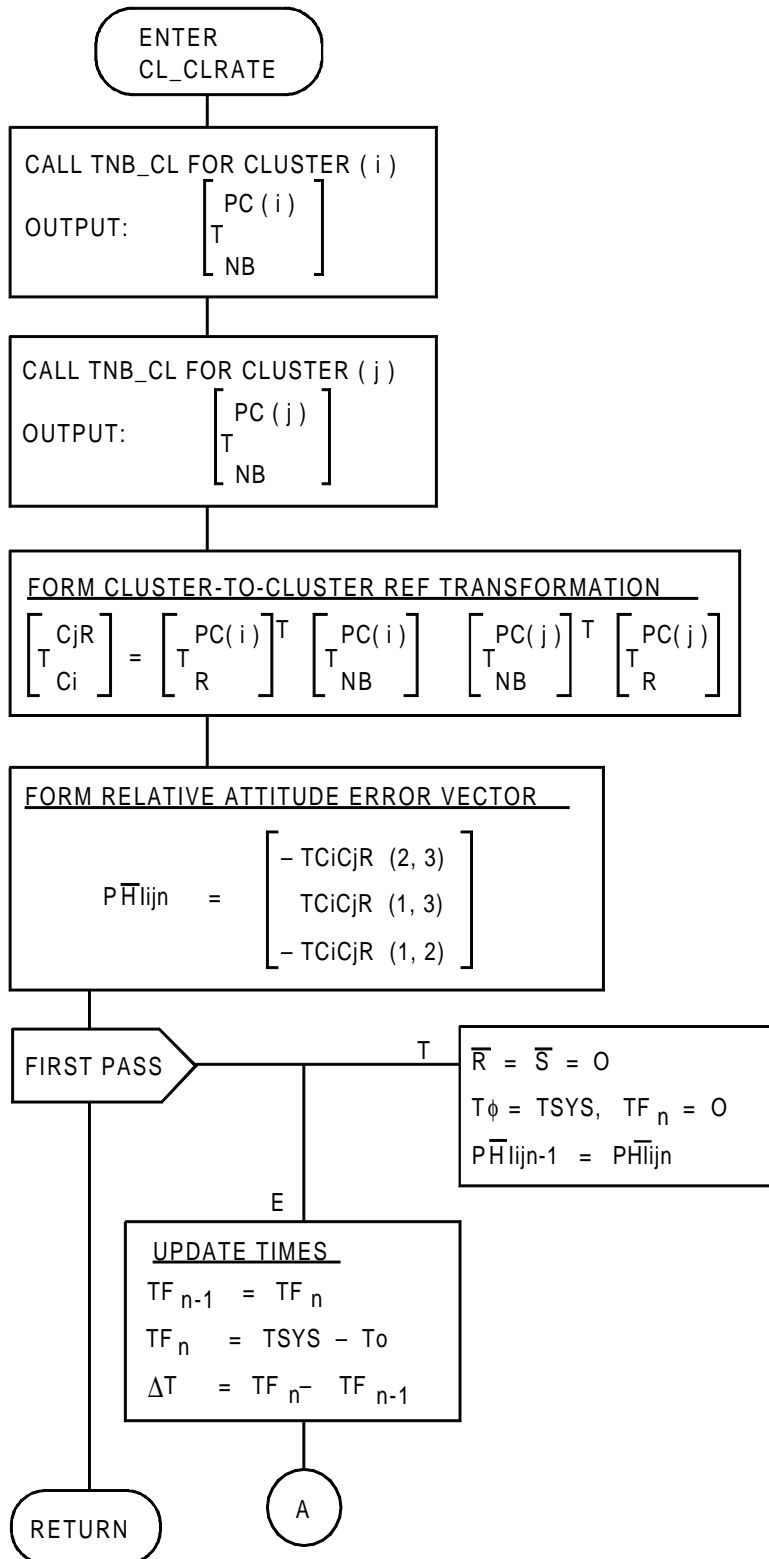 ENTER
CL_CLRATE
CALL TNB_CL FOR CLUSTER ( i )
PC ( i )
OUTPUT: T
NB
CALL TNB_CL FOR CLUSTER ( j )
PC ( j )
OUTPUT: T
NB
FORM CLUSTER-TO-CLUSTER REF TRANSFORMATION
CjR PC(i) T PC(i) PC(j) T PC(j)
T = T T T T
Ci R NB NB R
FORM RELATIVE ATTITUDE ERROR VECTOR
– TCiCjR (2, 3)
PH̅Iijn = TCiCjR (1, 3)
– TCiCjR (1, 2)
FIRST PASS
T
R̅ = S̅ = O
Tϕ = TSYS, TF n = O
PH̅Iijn-1 = PH̅Iijn
E
UPDATE TIMES
TF n-1 = TF n
TF n = TSYS – To
ΔT = TF n – TF n-1
A
RETURN